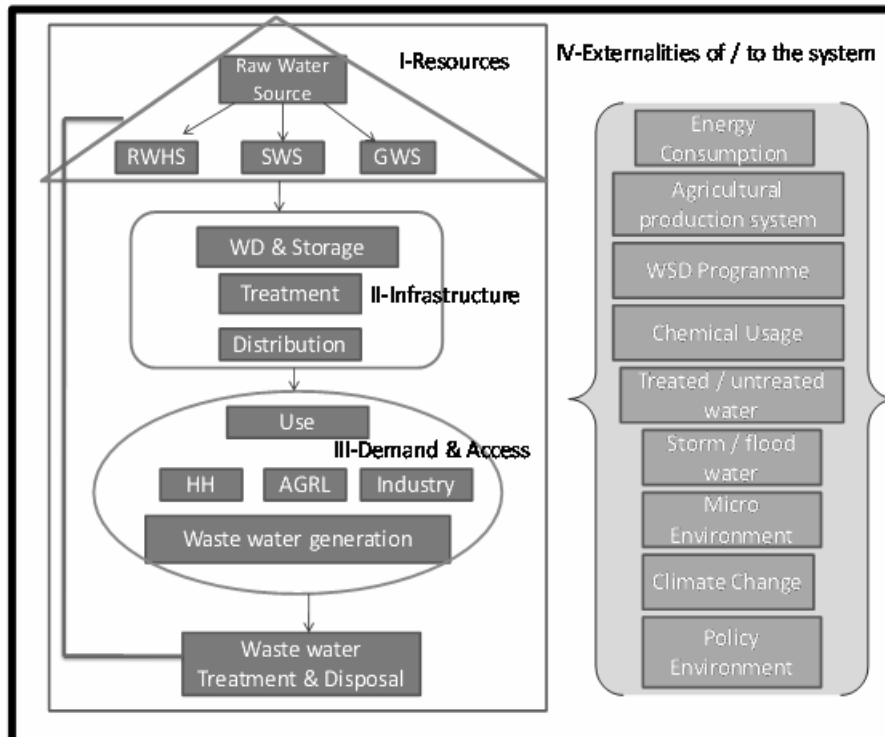 I-Resources
IV-Externalities of / to the system
Raw Water
Source
RWHS
SWS
GWS
WD & Storage
Treatment
II-Infrastructure
Distribution
Use
III-Demand & Access
HH
AGRL
Industry
Waste water generation
Waste water
Treatment & Disposal
Energy
Consumption
Agricultural
production system
WSD Programme
Chemical Usage
Treated / untreated
water
Storm / flood
water
Micro
Environment
Climate Change
Policy
Environment